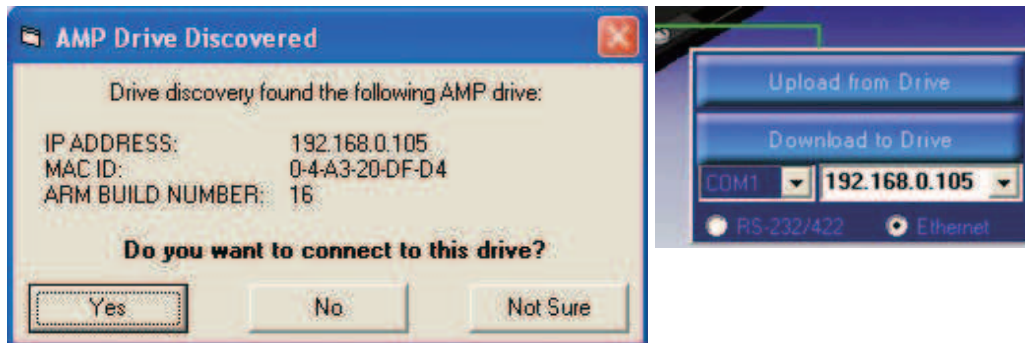 AMP Drive Discovered
Drive discovery found the following AMP drive:
IP ADDRESS: 192.168.0.105
MAC ID: 0-4-A3-20-DF-D4
ARM BUILD NUMBER: 16
Do you want to connect to this drive?
Yes No Not Sure
Upload from Drive
Download to Drive
COM1 192.168.0.105
RS-232/422 Ethernet